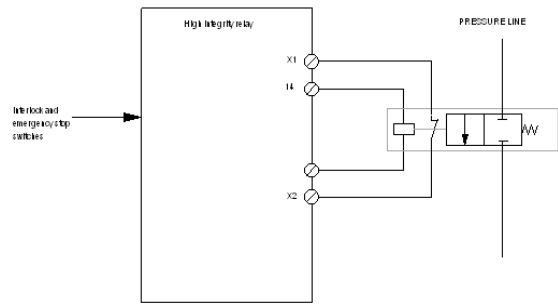 High integrity relay
PRESSURE LINE
X1
14
Interlock and
emergency stop
switches
X2